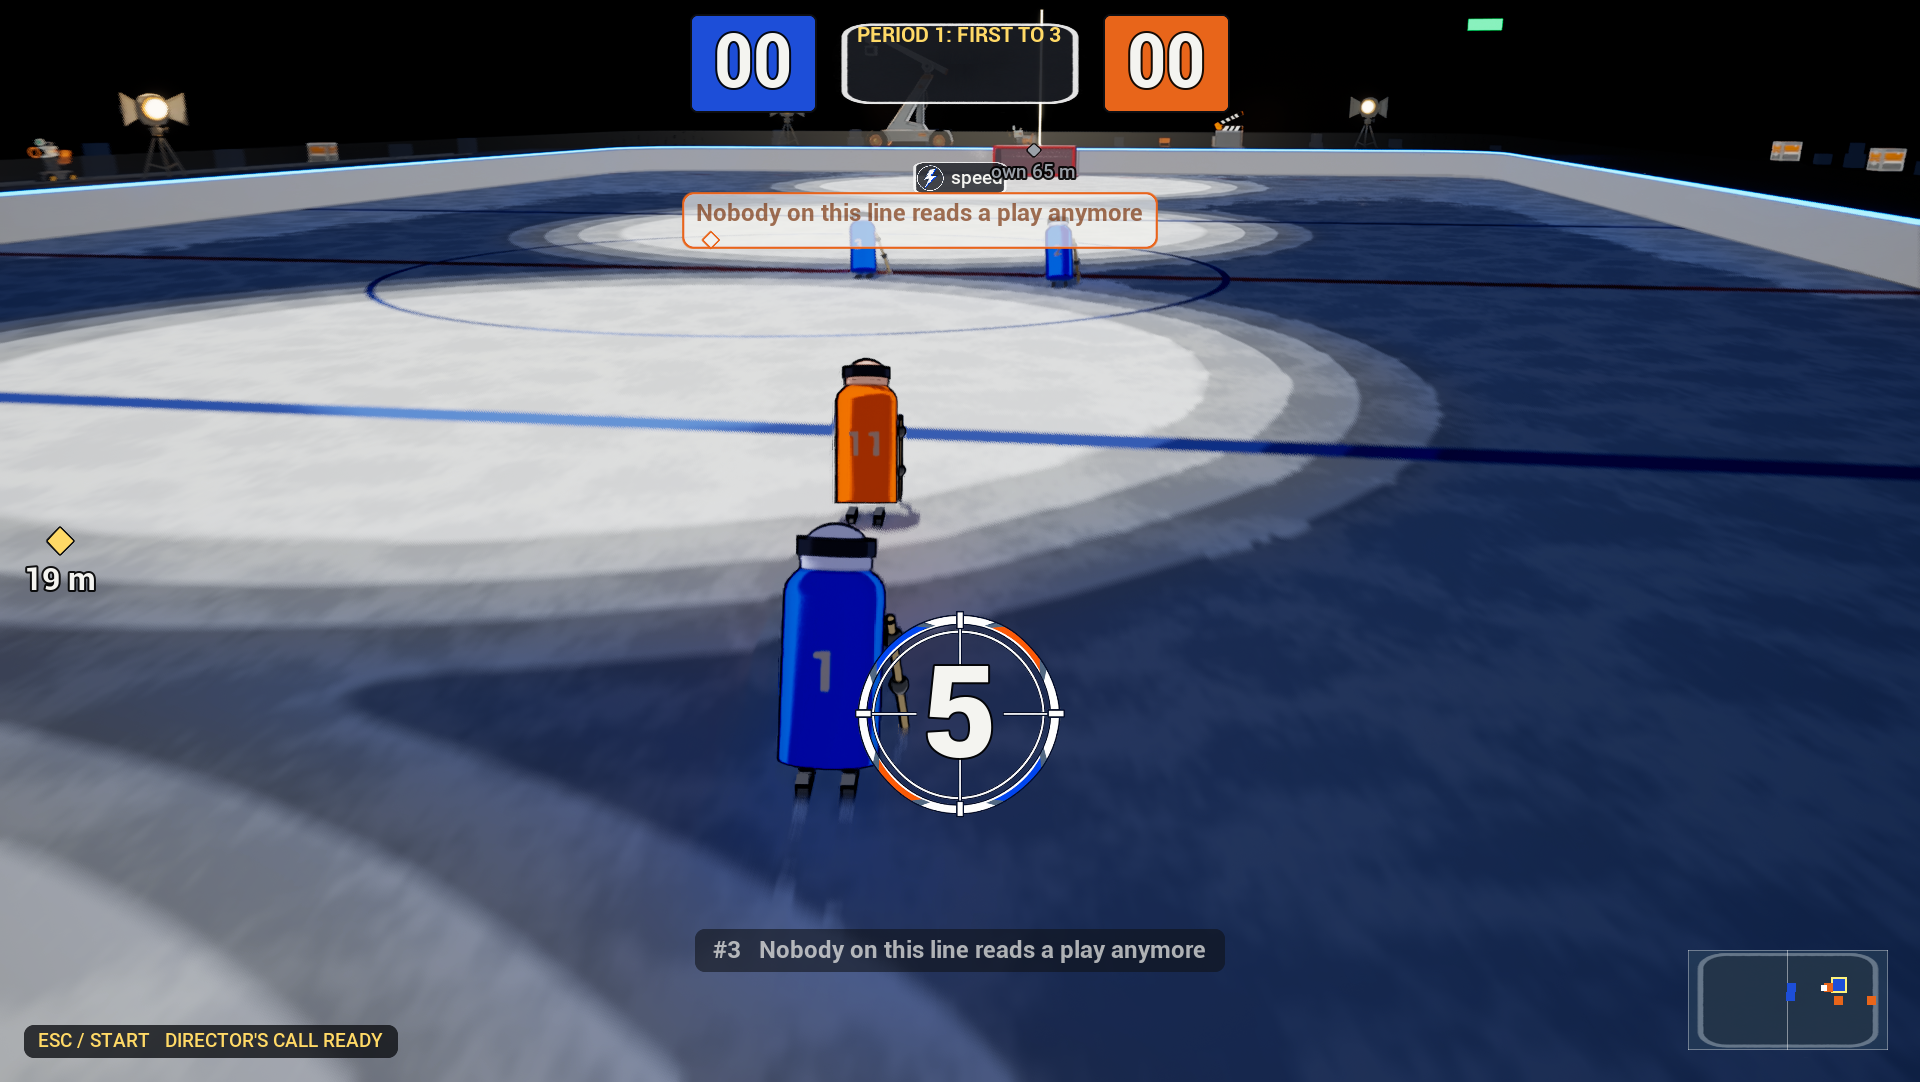 00
PERIOD 1: FIRST TO 3
00
speed
own 65 m
Nobody on this line reads a play anymore
11
19 m
1
5
#3 Nobody on this line reads a play anymore
ESC / START DIRECTOR'S CALL READY